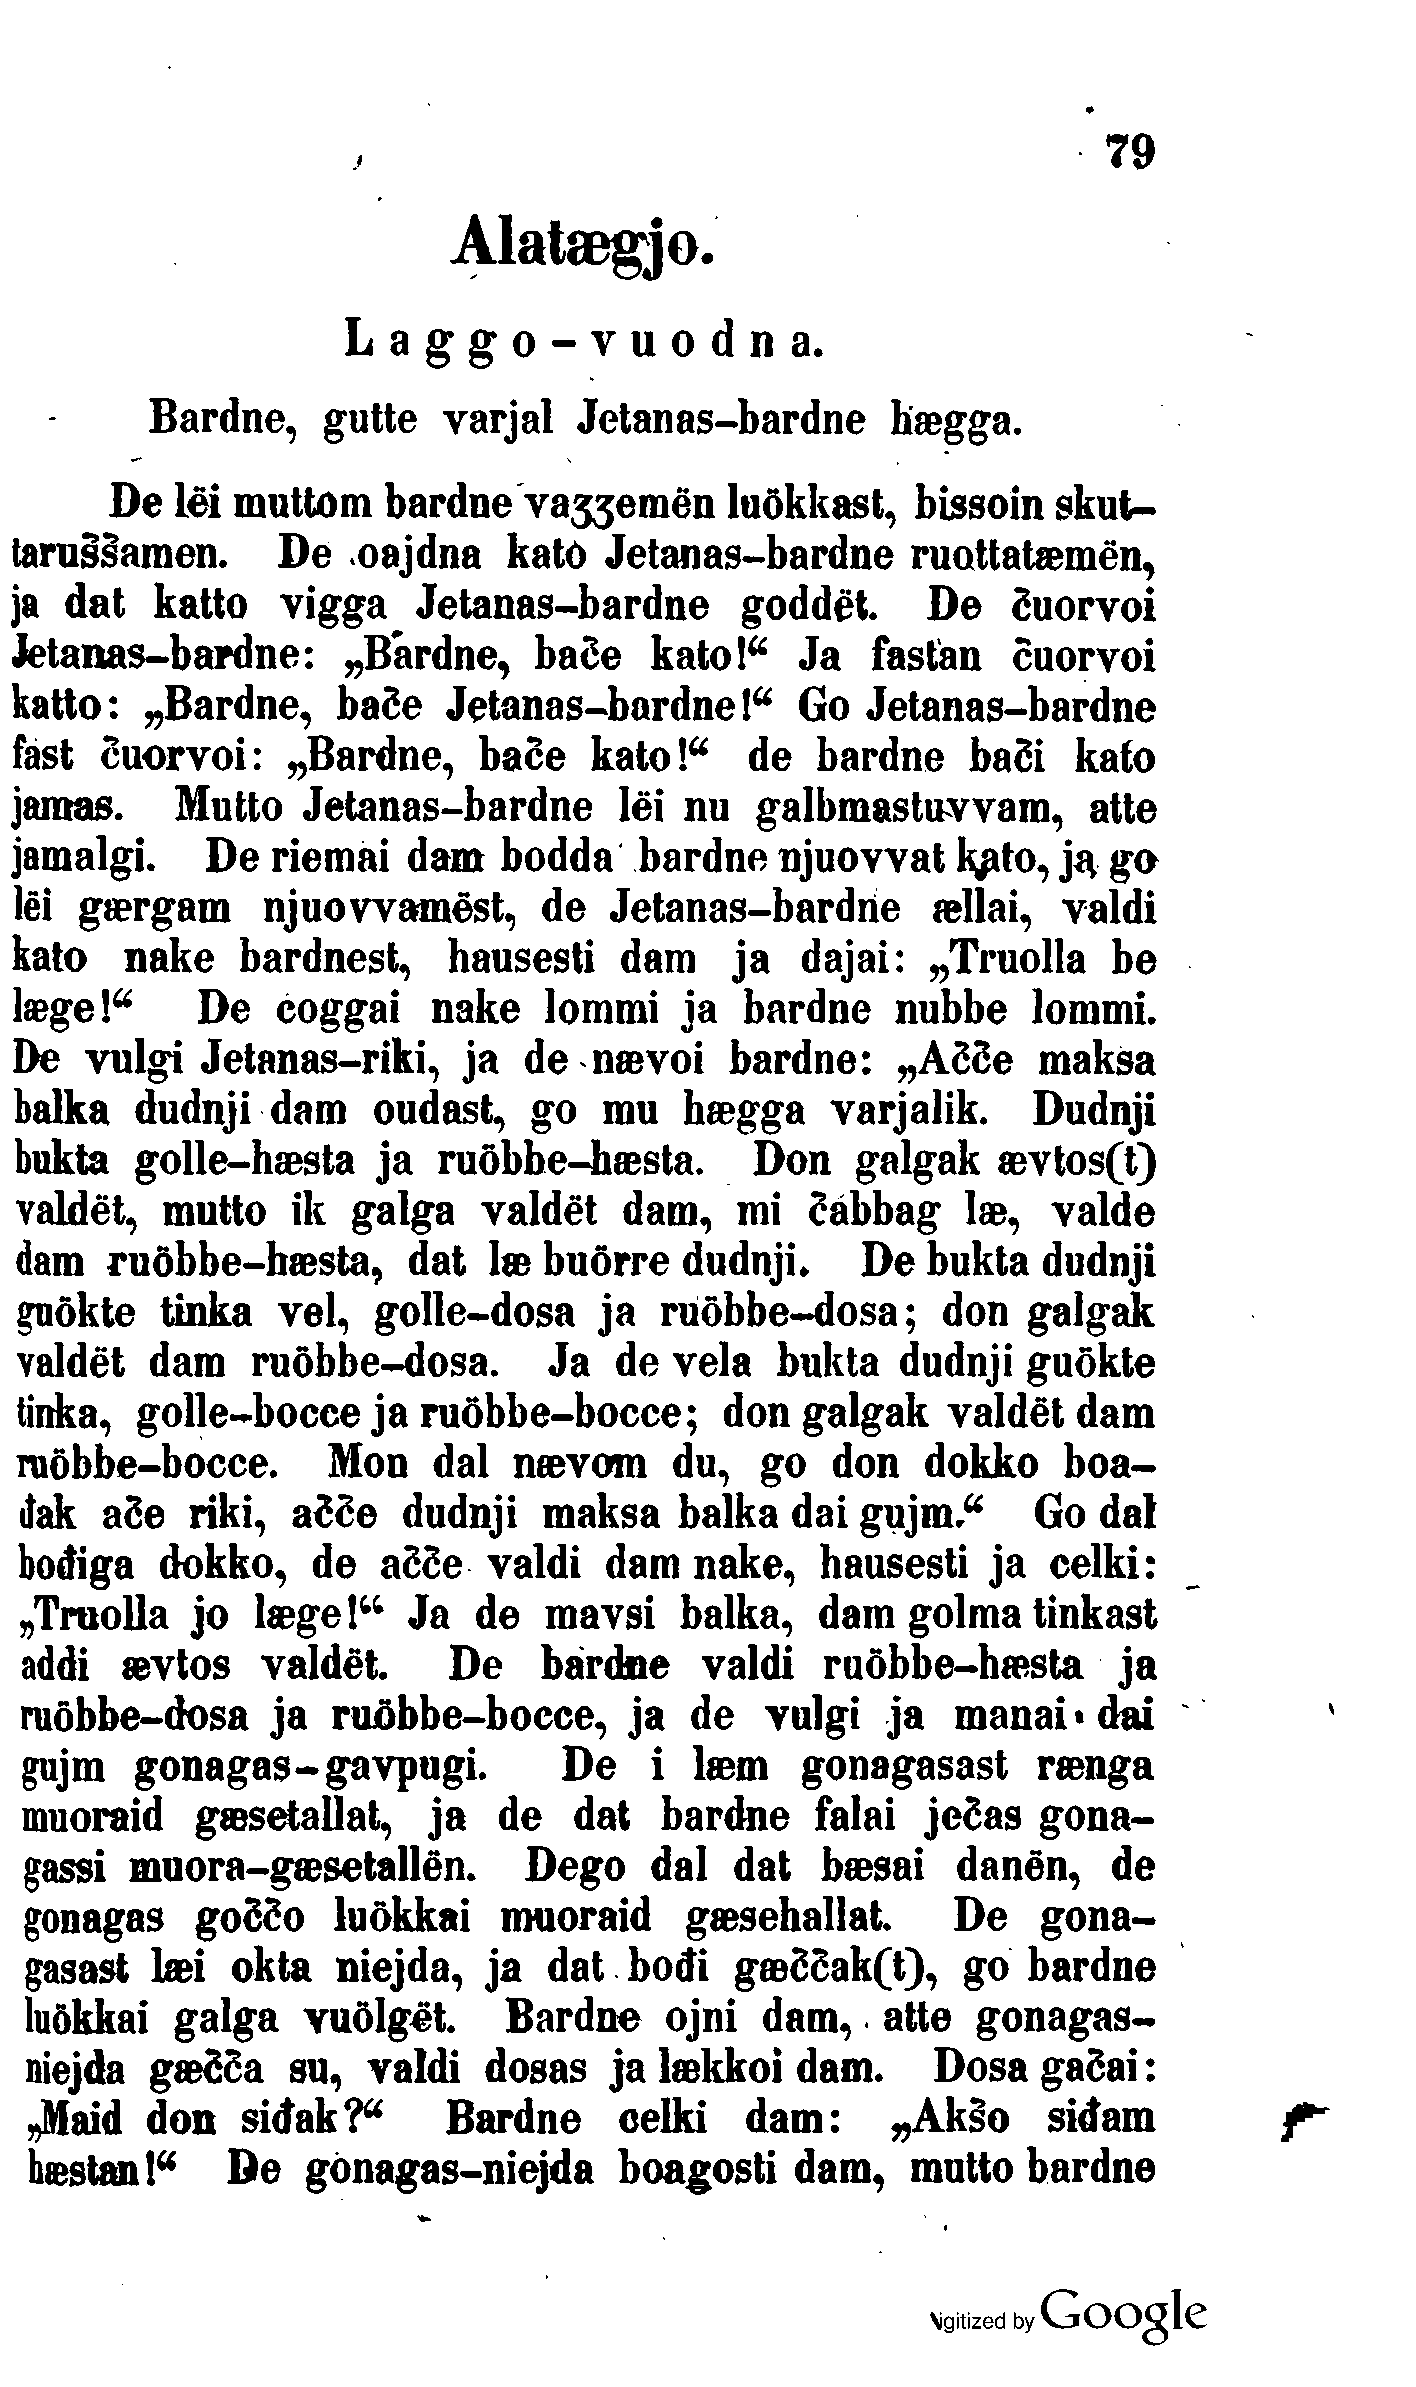 79
Alatægjo.
Laggo-vuodna.
Bardne, gutte varjal Jetanas-bardne hægga.
De lëi muttom bardne vaʒʒemën luökkast, bissoin skut-
taruššamen. De oajdna kato Jetanas-bardne ruottatæmën,
ja dat katto vigga Jetanas-bardne goddët. De čuorvoi
Jetanas-bardne: „Bardne, bače kato!“ Ja fastan čuorvoi
katto: „Bardne, bače Jetanas-bardne!“ Go Jetanas-bardne
fast čuorvoi: „Bardne, bače kato!“ de bardne bači kato
jamas. Mutto Jetanas-bardne lëi nu galbmastuvvam, atte
jamalgi. De riemai dam bodda bardne njuovvat kato, ja go
lëi gærgam njuovvamëst, de Jetanas-bardne ællai, valdi
kato nake bardnest, hausesti dam ja dajai: „Truolla be
læge!“ De coggai nake lommi ja bardne nubbe lommi.
De vulgi Jetanas-riki, ja de nævoi bardne: „Ačče maksa
balka dudnji dam oudast, go mu hægga varjalik. Dudnji
bukta golle-hæsta ja ruöbbe-hæsta. Don galgak ævtos(t)
valdët, mutto ik galga valdët dam, mi čabbag læ, valde
dam ruöbbe-hæsta, dat læ buörre dudnji. De bukta dudnji
guökte tinka vel, golle-dosa ja ruöbbe-dosa; don galgak
valdët dam ruöbbe-dosa. Ja de vela bukta dudnji guökte
tinka, golle-bocce ja ruöbbe-bocce; don galgak valdët dam
ruöbbe-bocce. Mon dal nævom du, go don dokko boa-
đak ače riki, ačče dudnji maksa balka dai gujm.“ Go dal
bođiga dokko, de ačče valdi dam nake, hausesti ja celki:
„Truolla jo læge!“ Ja de mavsi balka, dam golma tinkast
addi ævtos valdët. De bardne valdi ruöbbe-hæsta ja
ruöbbe-dosa ja ruöbbe-bocce, ja de vulgi ja manai dai
gujm gonagas-gavpugi. De i læm gonagasast rænga
muoraid gæsetallat, ja de dat bardne falai ječas gona-
gassi muora-gæsetallën. Dego dal dat bæsai danën, de
gonagas goččo luökkai muoraid gæsehallat. De gona-
gasast læi okta niejda, ja dat bođi gæččak(t), go bardne
luökkai galga vuölgët. Bardne ojni dam, atte gonagas-
niejda gæčča su, valdi dosas ja lækkoi dam. Dosa gačai:
„Maid don siđak?“ Bardne celki dam: „Akšo siđam
hæstan!“ De gonagas-niejda boagosti dam, mutto bardne
igitized by Google